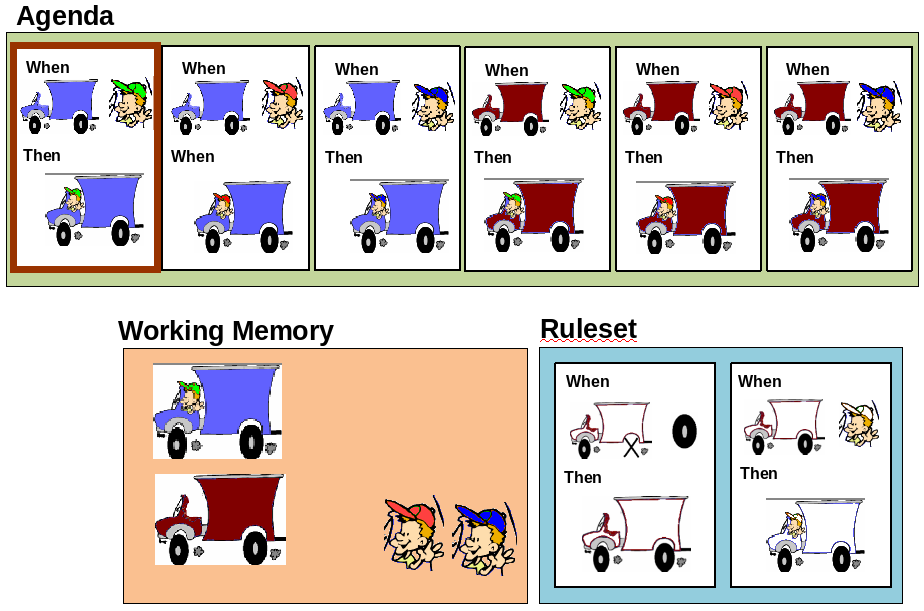 Agenda
When
When
When
When
When
When
Then
When
Then
Then
Then
Then
Working Memory
Ruleset
When
When
Then
Then